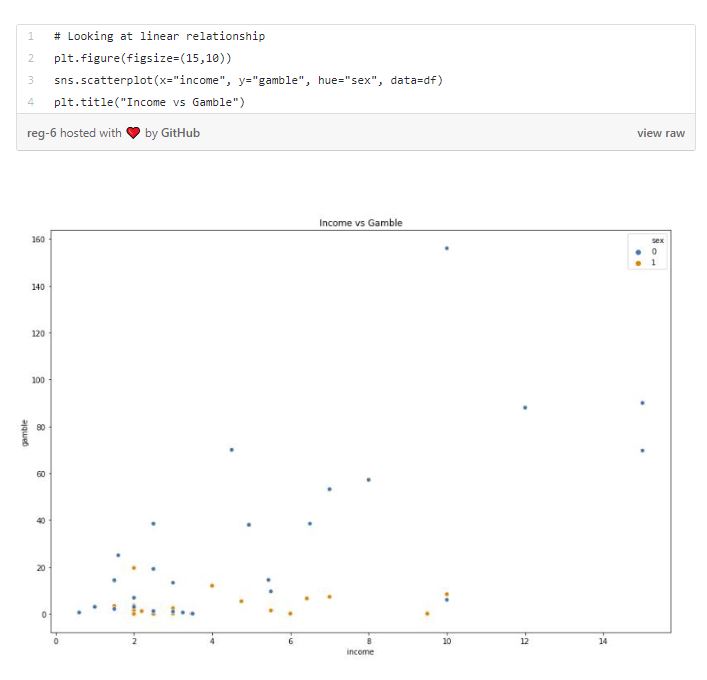 1 # Looking at linear relationship
2 plt.figure(figsize=(15,10))
3 sns.scatterplot(x="income", y="gamble", hue="sex", data=df)
4 plt.title("Income vs Gamble")
reg-6 hosted with ❤ by GitHub view raw
Income vs Gamble
sex
0
1
160
140
120
100
80
60
40
20
0
gamble
0 2 4 6 8 10 12 14
income